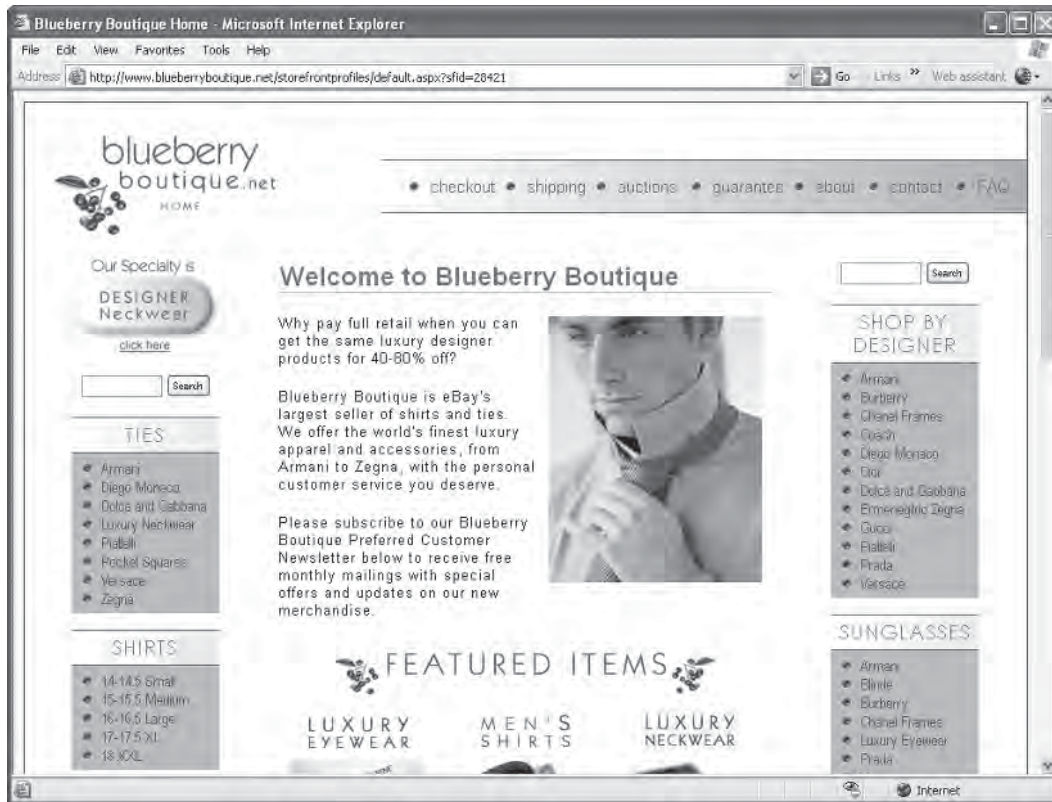 Blueberry Boutique Home - Microsoft Internet Explorer
File Edit View Favorites Tools Help
Address http://www.blueberryboutique.net/storefrontprofiles/default.aspx?sfid=28421 Go Links » Web assistant
blueberry
boutique.net
HOME
• checkout • shipping • auctions • guarantee • about • contact • FAQ
Our Specialty is
DESIGNER
Neckwear
click here
Search
TIES
Armani
Diego Monaco
Dolce and Gabbana
Luxury Neckwear
Piattelli
Pocket Squares
Versace
Zegna
SHIRTS
14-14.5 Small
15-15.5 Medium
16-16.5 Large
17-17.5 XL
18 XXL
Welcome to Blueberry Boutique
Why pay full retail when you can
get the same luxury designer
products for 40-80% off?
Blueberry Boutique is eBay's
largest seller of shirts and ties.
We offer the world's finest luxury
apparel and accessories, from
Armani to Zegna, with the personal
customer service you deserve.
Please subscribe to our Blueberry
Boutique Preferred Customer
Newsletter below to receive free
monthly mailings with special
offers and updates on our new
merchandise.
FEATURED ITEMS
LUXURY
EYEWEAR
MEN'S
SHIRTS
LUXURY
NECKWEAR
Search
SHOP BY
DESIGNER
Armani
Burberry
Chanel Frames
Coach
Diego Monaco
Dior
Dolce and Gabbana
Ermenegildo Zegna
Gucci
Piattelli
Prada
Versace
SUNGLASSES
Armani
Blinde
Burberry
Chanel Frames
Luxury Eyewear
Prada
Internet